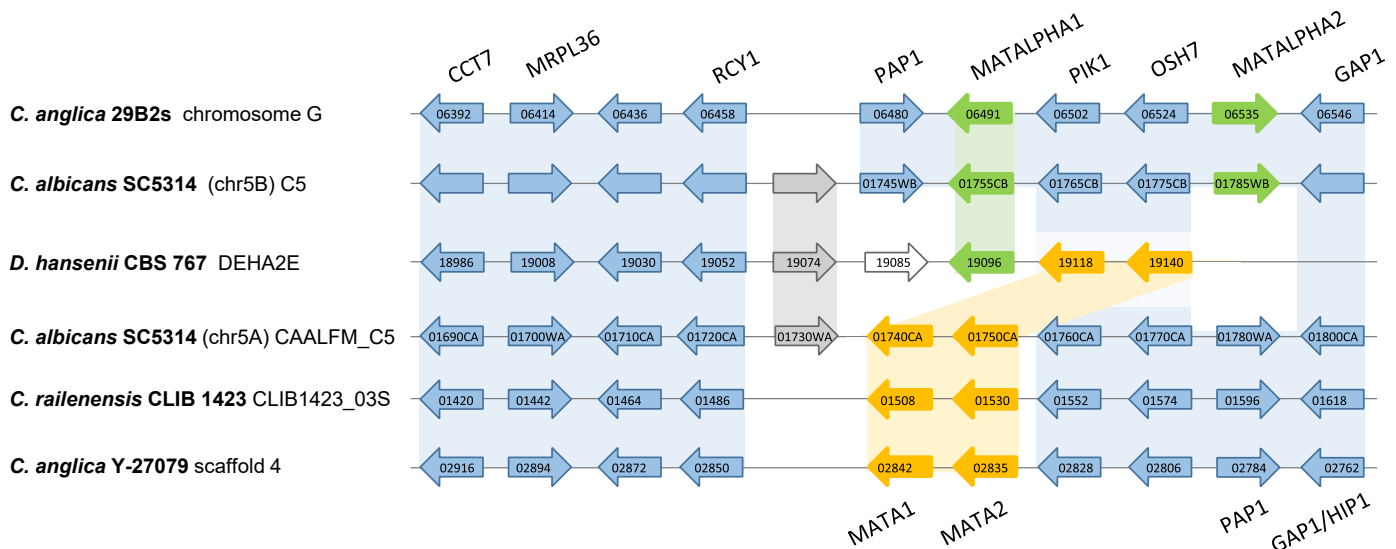 CCT7 MRPL36 RCY1 PAP1 MATALPHA1 PIK1 OSH7 MATALPHA2 GAP1
C. anglica 29B2s chromosome G 06392 06414 06436 06458 06480 06491 06502 06524 06535 06546
C. albicans SC5314 (chr5B) C5 01745WB 01755CB 01765CB 01775CB 01785WB
D. hansenii CBS 767 DEHA2E 18986 19008 19030 19052 19074 19085 19096 19118 19140
C. albicans SC5314 (chr5A) CAALFM_C5 01690CA 01700WA 01710CA 01720CA 01730WA 01740CA 01750CA 01760CA 01770CA 01780WA 01800CA
C. railenensis CLIB 1423 CLIB1423_03S 01420 01442 01464 01486 01508 01530 01552 01574 01596 01618
C. anglica Y-27079 scaffold 4 02916 02894 02872 02850 02842 02835 02828 02806 02784 02762
MATA1 MATA2 PAP1 GAP1/HIP1